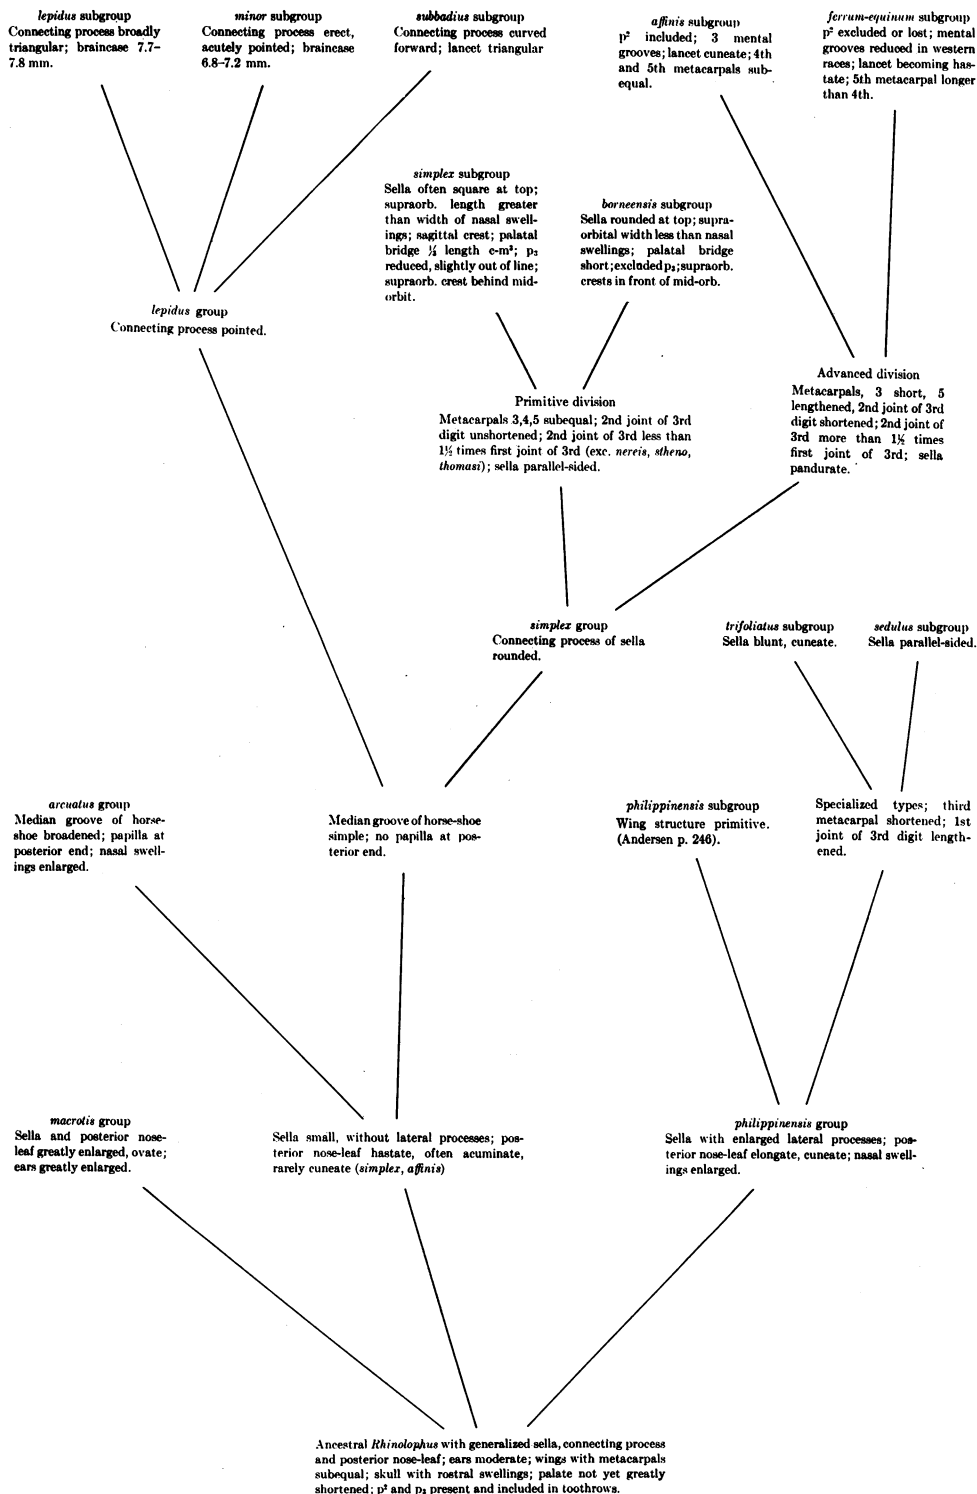 lepidus subgroup
Connecting process broadly
triangular; braincase 7.7–
7.8 mm.
minor subgroup
Connecting process erect,
acutely pointed; braincase
6.8–7.2 mm.
subbadius subgroup
Connecting process curved
forward; lancet triangular
affinis subgroup
p² included; 3 mental
grooves; lancet cuneate; 4th
and 5th metacarpals sub-
equal.
ferrum-equinum subgroup
p² excluded or lost; mental
grooves reduced in western
races; lancet becoming has-
tate; 5th metacarpal longer
than 4th.
simplex subgroup
Sella often square at top;
supraorb. length greater
than width of nasal swell-
ings; sagittal crest; palatal
bridge ⅓ length c-m³; p₃
reduced, slightly out of line;
supraorb. crest behind mid-
orbit.
borneensis subgroup
Sella rounded at top; supra-
orbital width less than nasal
swellings; palatal bridge
short; excluded p₃; supraorb.
crests in front of mid-orb.
lepidus group
Connecting process pointed.
Primitive division
Metacarpals 3,4,5 subequal; 2nd joint of 3rd
digit unshortened; 2nd joint of 3rd less than
1½ times first joint of 3rd (exc. nereis, stheno,
thomasi); sella parallel-sided.
Advanced division
Metacarpals, 3 short, 5
lengthened, 2nd joint of 3rd
digit shortened; 2nd joint of
3rd more than 1½ times
first joint of 3rd; sella
pandurate.
simplex group
Connecting process of sella
rounded.
trifoliatus subgroup
Sella blunt, cuneate.
sedulus subgroup
Sella parallel-sided.
arcuatus group
Median groove of horse-
shoe broadened; papilla at
posterior end; nasal swell-
ings enlarged.
Median groove of horse-shoe
simple; no papilla at pos-
terior end.
philippinensis subgroup
Wing structure primitive.
(Andersen p. 246).
Specialized types; third
metacarpal shortened; 1st
joint of 3rd digit length-
ened.
macrotis group
Sella and posterior nose-
leaf greatly enlarged, ovate;
ears greatly enlarged.
Sella small, without lateral processes; pos-
terior nose-leaf hastate, often acuminate,
rarely cuneate (simplex, affinis)
philippinensis group
Sella with enlarged lateral processes; pos-
terior nose-leaf elongate, cuneate; nasal swell-
ings enlarged.
Ancestral Rhinolophus with generalized sella, connecting process
and posterior nose-leaf; ears moderate; wings with metacarpals
subequal; skull with rostral swellings; palate not yet greatly
shortened; p² and p₃ present and included in toothrows.